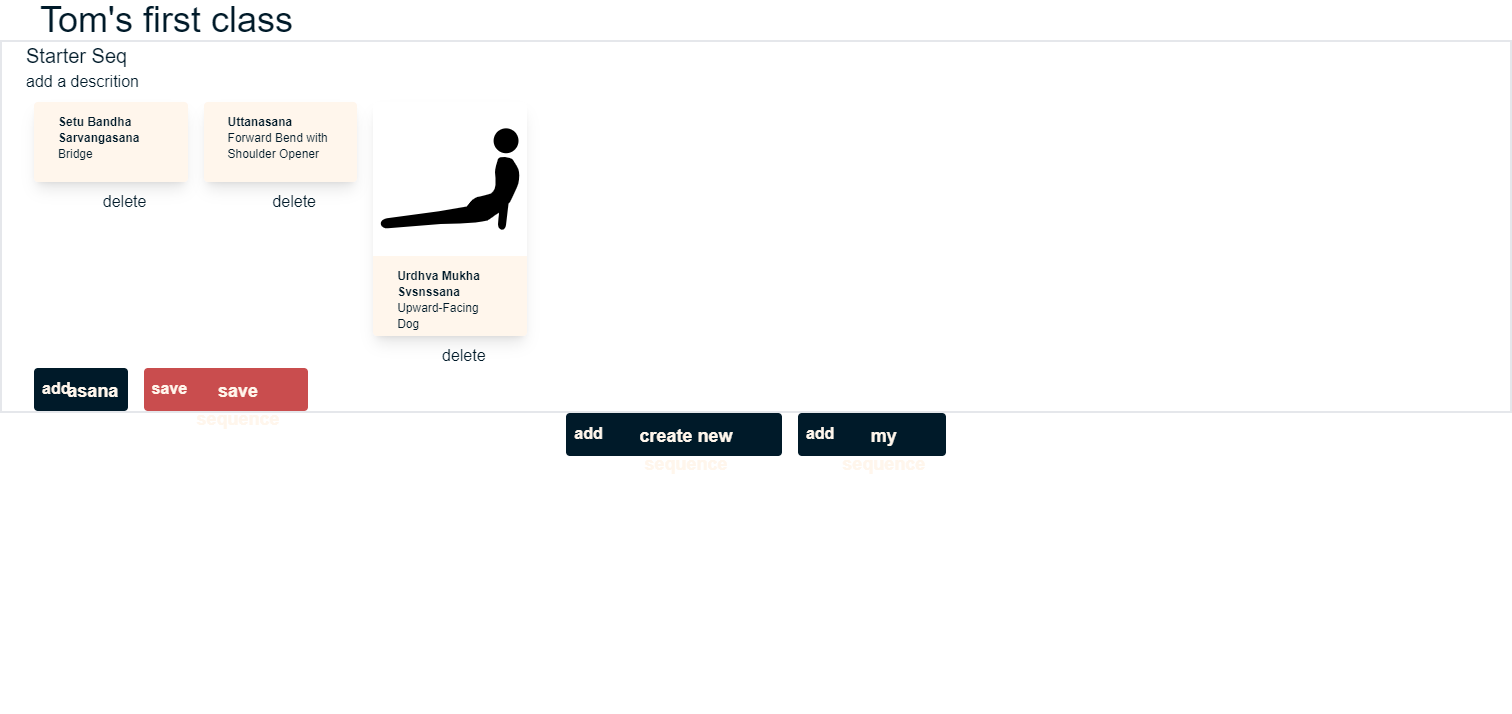 Tom's first class
Starter Seq
add a descrition
Setu Bandha
Sarvangasana
Bridge
delete
Uttanasana
Forward Bend with
Shoulder Opener
delete
Urdhva Mukha
Svsnssana
Upward-Facing
Dog
delete
add asana
save save
sequence
add create new
sequence
add my
sequence